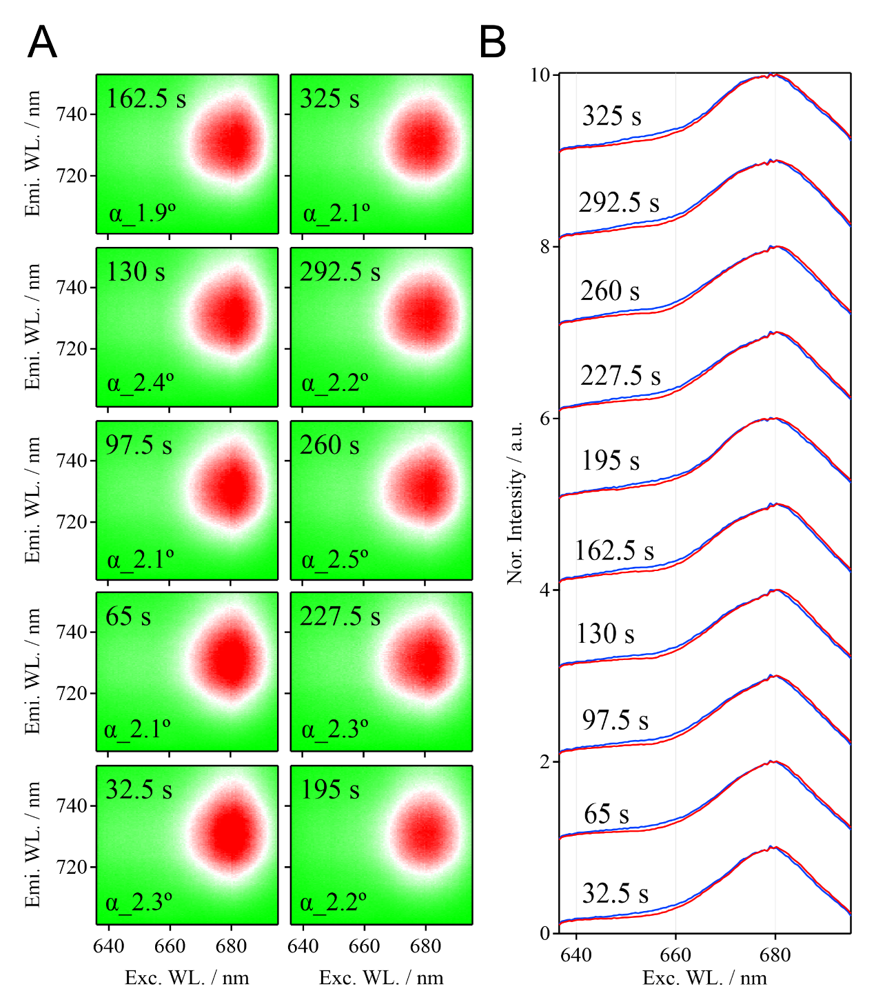 A
B
Emi. WL. / nm
740
720
162.5 s
α_1.9º
325 s
α_2.1º
Emi. WL. / nm
740
720
130 s
α_2.4º
292.5 s
α_2.2º
Emi. WL. / nm
740
720
97.5 s
α_2.1º
260 s
α_2.5º
Emi. WL. / nm
740
720
65 s
α_2.1º
227.5 s
α_2.3º
Emi. WL. / nm
740
720
32.5 s
α_2.3º
195 s
α_2.2º
640 660 680
640 660 680
Exc. WL. / nm
Exc. WL. / nm
Nor. Intensity / a.u.
10
8
6
4
2
0
325 s
292.5 s
260 s
227.5 s
195 s
162.5 s
130 s
97.5 s
65 s
32.5 s
640 660 680
Exc. WL. / nm